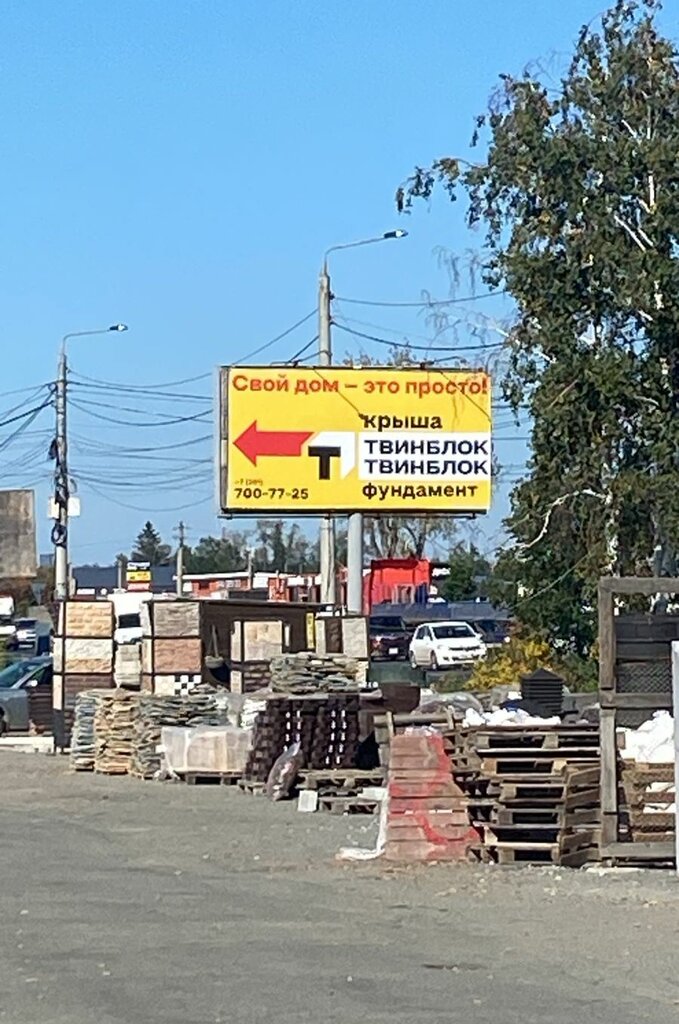 Свой дом – это просто!
крыша
Т
ТВИНБЛОК
ТВИНБЛОК
700-77-25
фундамент